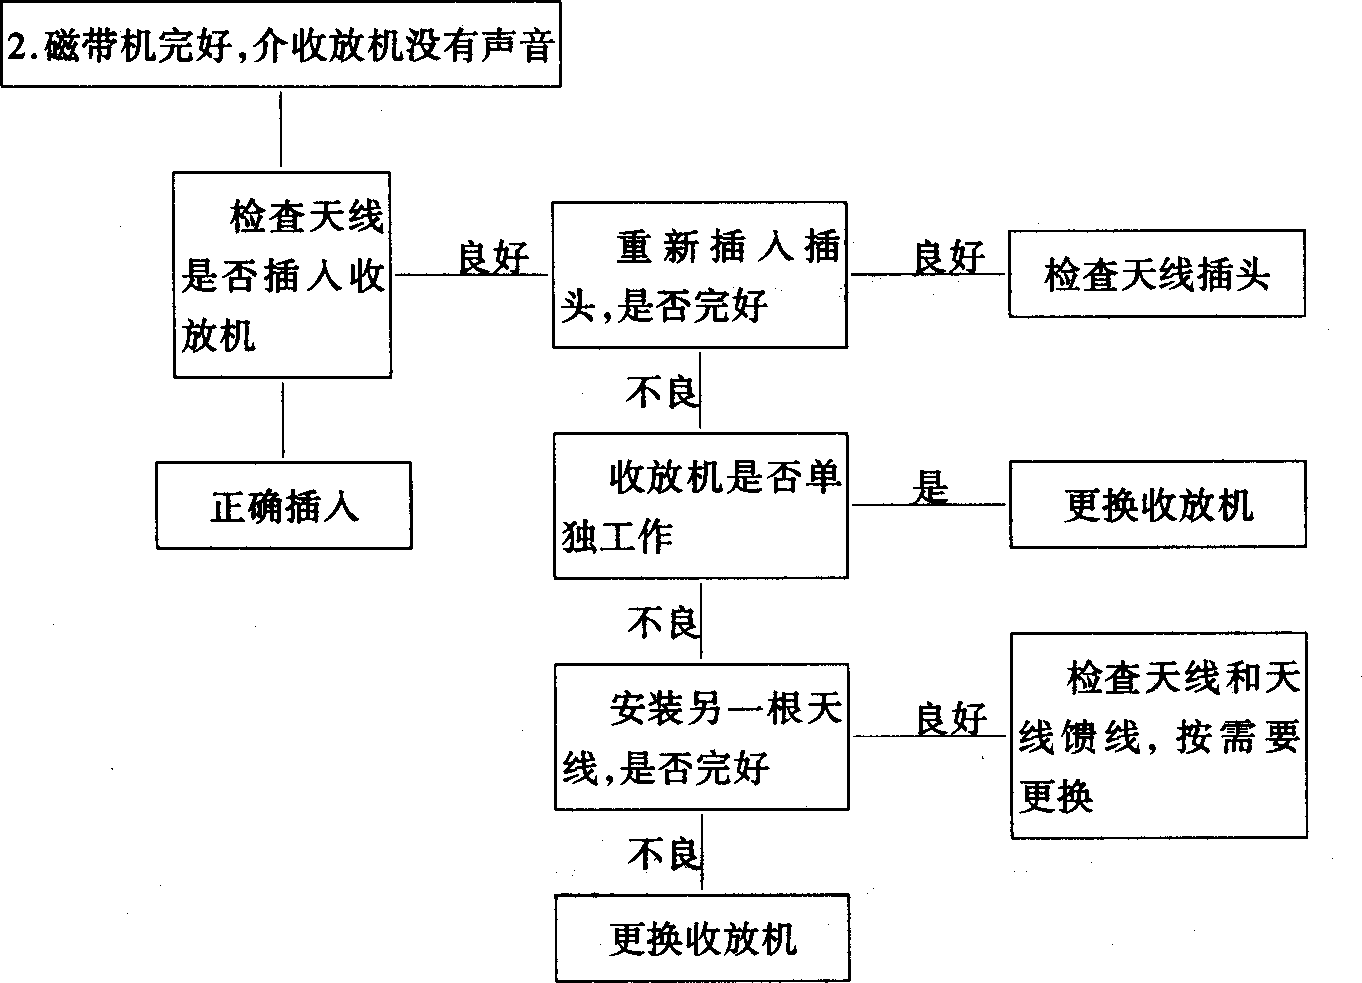 2.磁带机完好,介收放机没有声音
检查天线
是否插入收
放机
良好
重新插入插
头,是否完好
良好
检查天线插头
不良
正确插入
收放机是否单
独工作
是
更换收放机
不良
安装另一根天
线,是否完好
良好
检查天线和天
线馈线,按需要
更换
不良
更换收放机